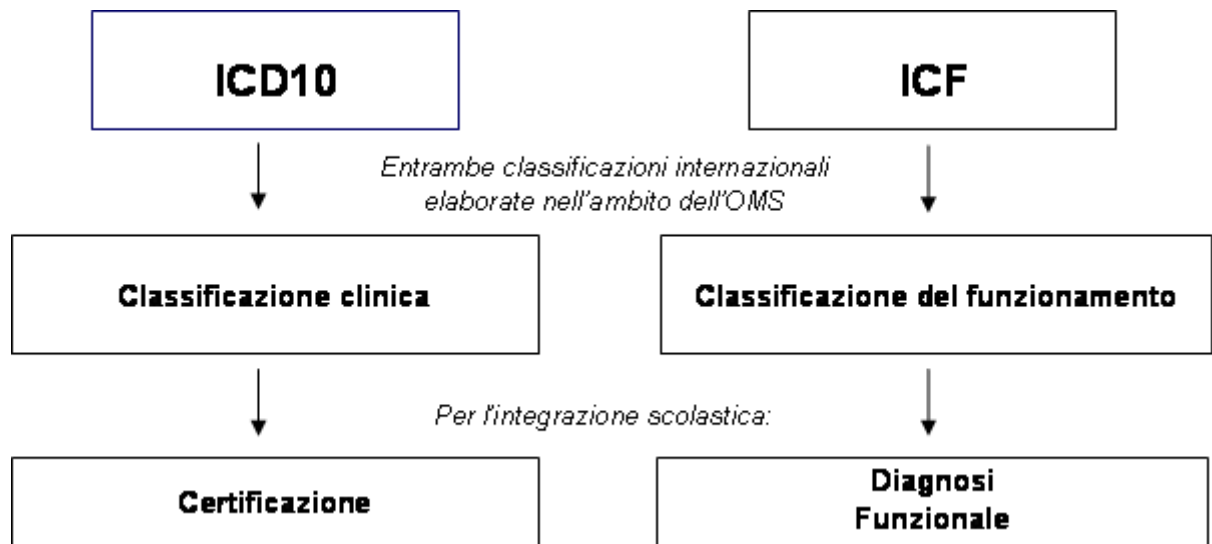 ICD10
ICF
Entrambe classificazioni internazionali
elaborate nell'ambito dell'OMS
Classificazione clinica
Classificazione del funzionamento
Per l'integrazione scolastica:
Certificazione
Diagnosi
Funzionale